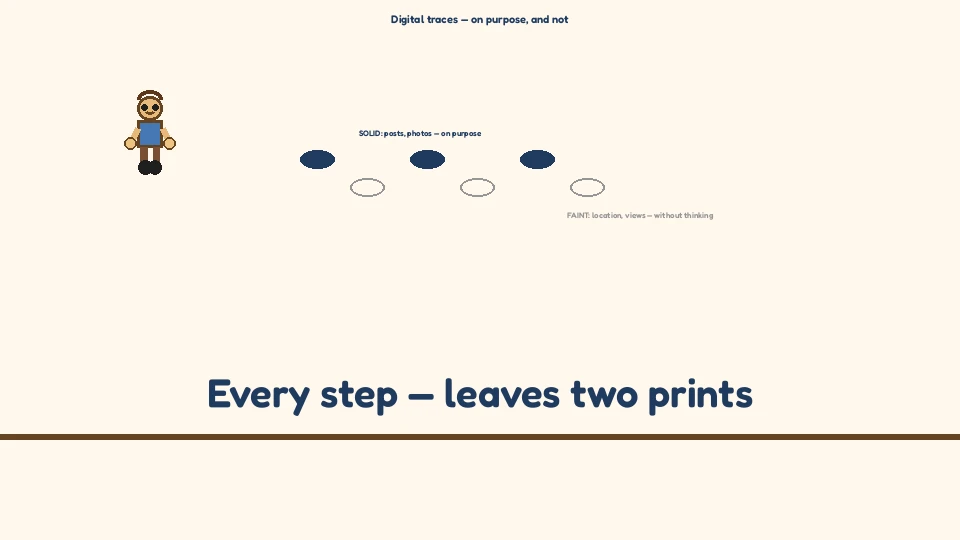 Digital traces — on purpose, and not
SOLID: posts, photos — on purpose
FAINT: location, views — without thinking
Every step — leaves two prints